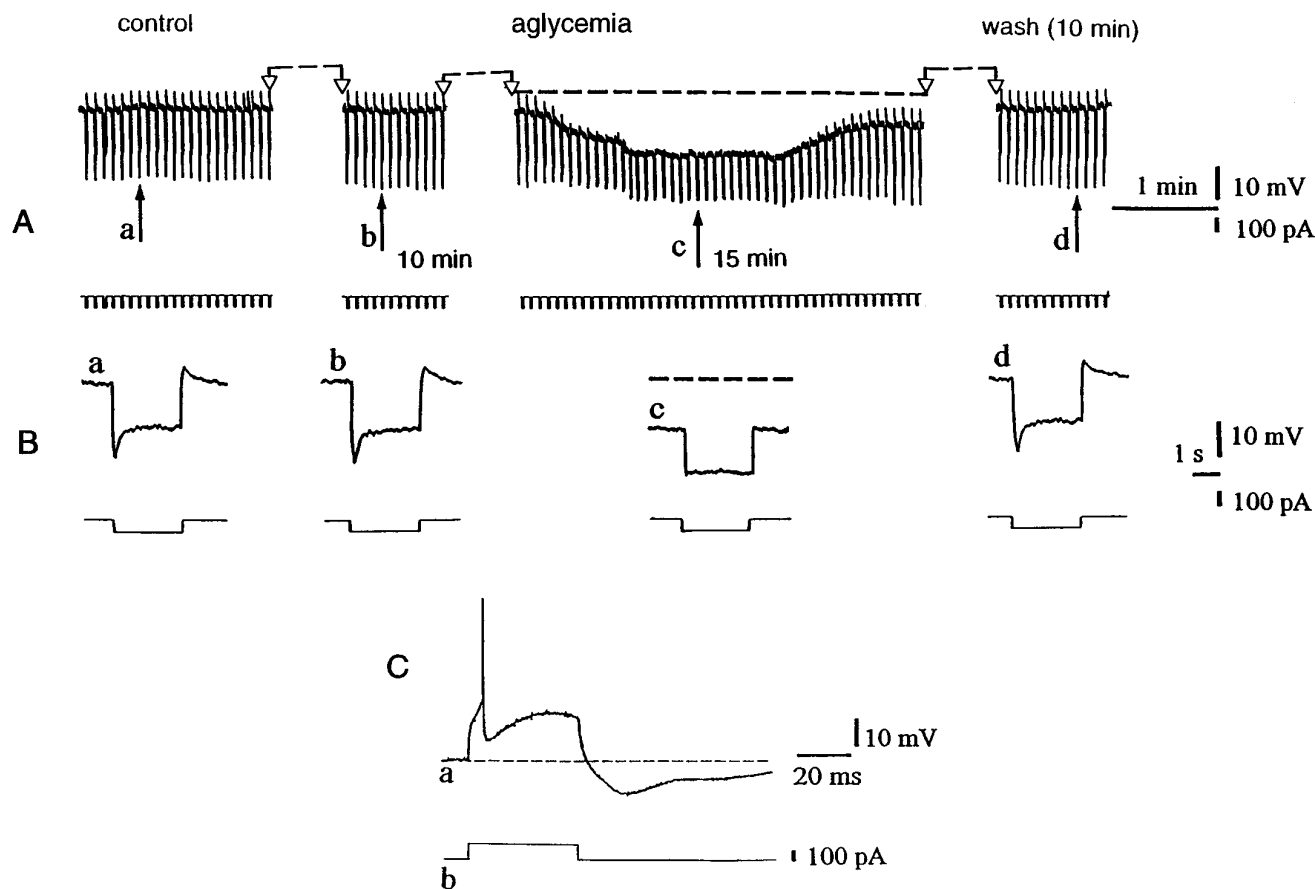 control
aglycemia
wash (10 min)
A
a
b
10 min
c
15 min
d
1 min
10 mV
100 pA
B
a
b
c
d
1 s
10 mV
100 pA
C
a
10 mV
20 ms
b
100 pA